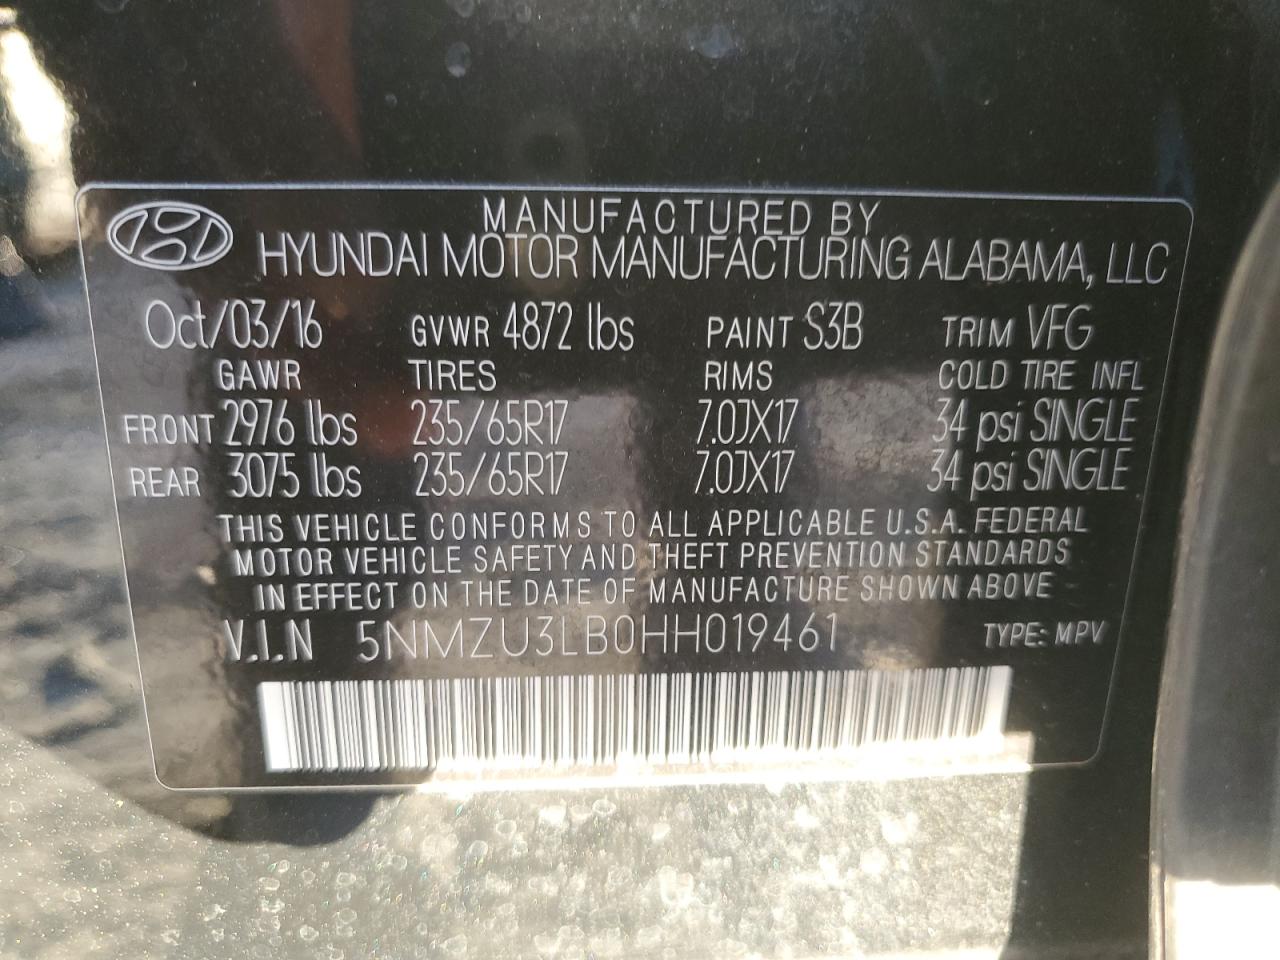 MANUFACTURED BY
HYUNDAI MOTOR MANUFACTURING ALABAMA, LLC
Oct/03/16 GVWR 4872 lbs PAINT S3B TRIM VFG
GAWR TIRES RIMS COLD TIRE INFL
FRONT 2976 lbs 235/65R17 7.0JX17 34 psi SINGLE
REAR 3075 lbs 235/65R17 7.0JX17 34 psi SINGLE
THIS VEHICLE CONFORMS TO ALL APPLICABLE U.S.A. FEDERAL
MOTOR VEHICLE SAFETY AND THEFT PREVENTION STANDARDS
IN EFFECT ON THE DATE OF MANUFACTURE SHOWN ABOVE
V.I.N 5NMZU3LB0HH019461 TYPE: MPV